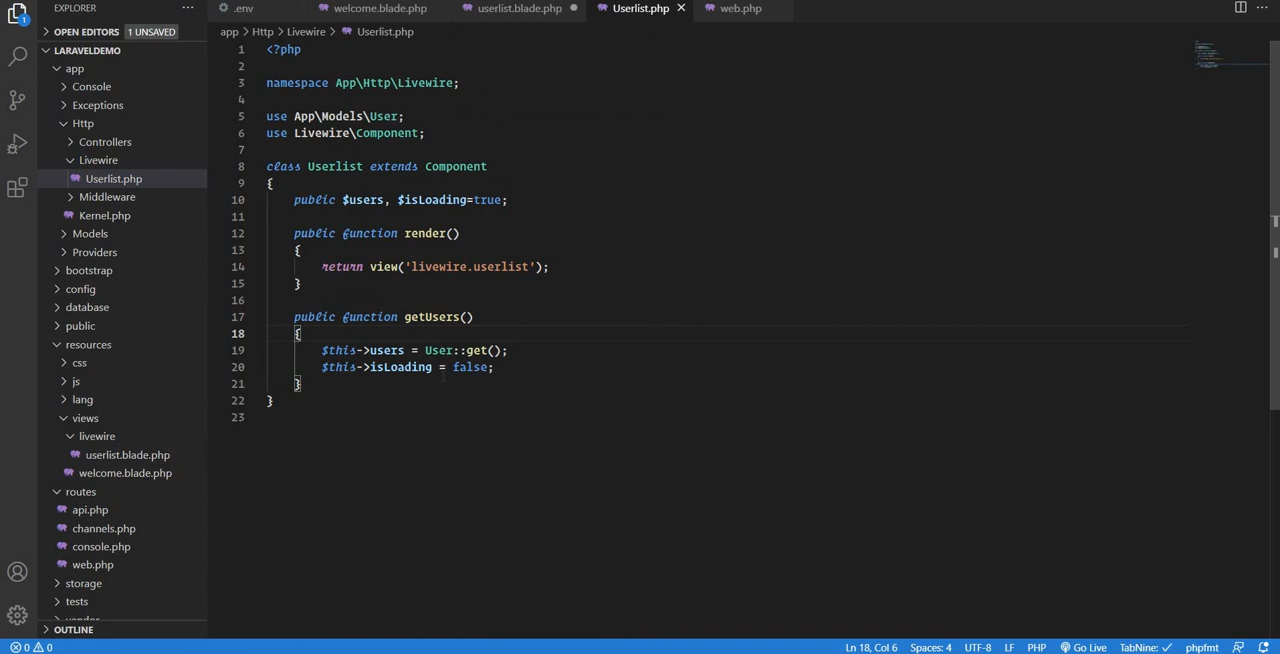 EXPLORER
···
.env
welcome.blade.php
userlist.blade.php
Userlist.php
web.php
···
OPEN EDITORS 1 UNSAVED
app > Http > Livewire > Userlist.php
LARAVELDEMO
app
Console
Exceptions
Http
Controllers
Livewire
Userlist.php
Middleware
Kernel.php
Models
Providers
bootstrap
config
database
public
resources
css
js
lang
views
livewire
userlist.blade.php
welcome.blade.php
routes
api.php
channels.php
console.php
web.php
storage
tests
vendor
OUTLINE
1 <?php
2
3 namespace App\Http\Livewire;
4
5 use App\Models\User;
6 use Livewire\Component;
7
8 class Userlist extends Component
9 {
10 public $users, $isLoading=true;
11
12 public function render()
13 {
14 return view('livewire.userlist');
15 }
16
17 public function getUsers()
18 {
19 $this->users = User::get();
20 $this->isLoading = false;
21 }
22 }
23
1
0 0 Ln 18, Col 6 Spaces: 4 UTF-8 LF PHP Go Live TabNine: ✓ phpfmt